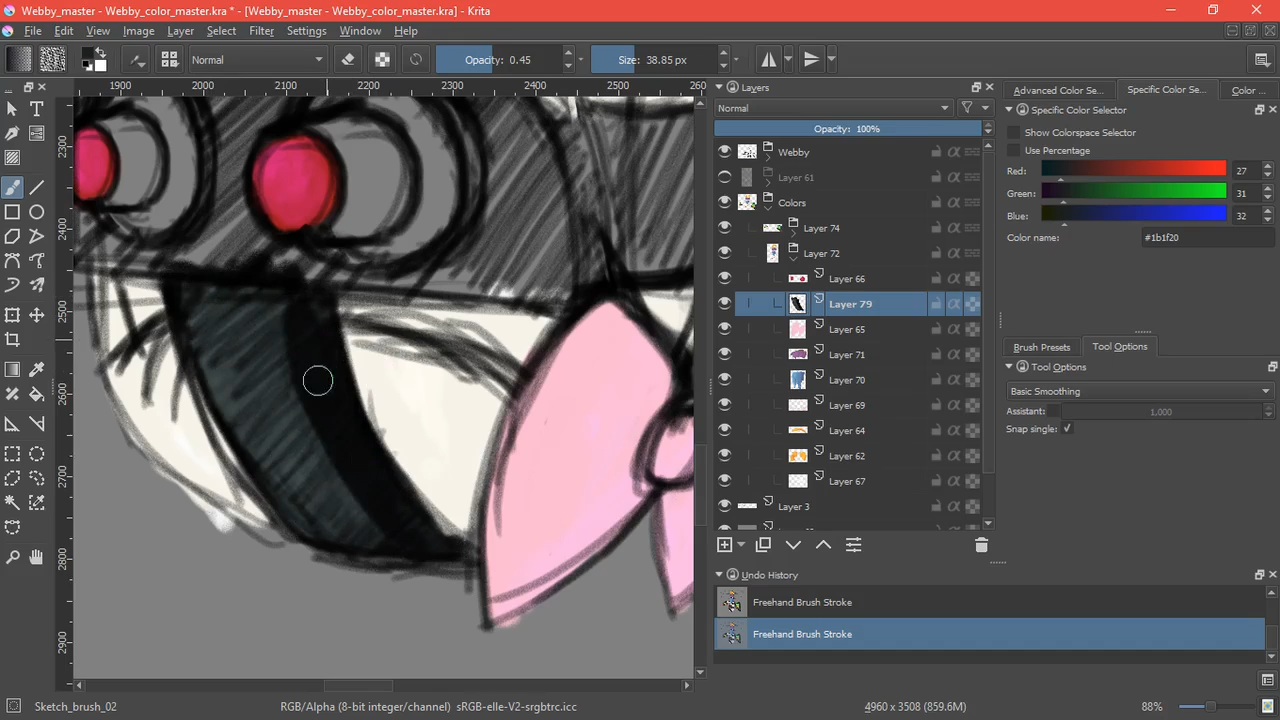 Webby_master - Webby_color_master.kra * - [Webby_master - Webby_color_master.kra] - Krita
File Edit View Image Layer Select Filter Settings Window Help
Normal Opacity: 0.45 Size: 38.85 px
1900 2000 2100 2200 2300 2400 2500 2600
2300
2400
2500
2600
2700
2800
2900
Layers
Normal
Opacity: 100%
Webby
Layer 61
Colors
Layer 74
Layer 72
Layer 66
Layer 79
Layer 65
Layer 71
Layer 70
Layer 69
Layer 64
Layer 62
Layer 67
Layer 3
Undo History
Freehand Brush Stroke
Freehand Brush Stroke
Advanced Color Se... Specific Color Se... Color ...
Specific Color Selector
Show Colorspace Selector
Use Percentage
Red: 27
Green: 31
Blue: 32
Color name: #1b1f20
Brush Presets Tool Options
Tool Options
Basic Smoothing
Assistant: 1,000
Snap single:
Sketch_brush_02 RGB/Alpha (8-bit integer/channel) sRGB-elle-V2-srgbtrc.icc 4960 x 3508 (859.6M) 88%